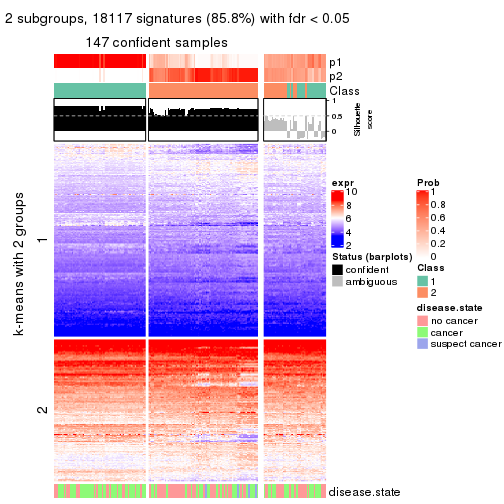 2 subgroups, 18117 signatures (85.8%) with fdr < 0.05
147 confident samples
p1
p2
Class
1
0.5
0
Silhouette
score
k-means with 2 groups
1
2
expr
10
8
6
4
2
Status (barplots)
confident
ambiguous
Prob
1
0.8
0.6
0.4
0.2
0
Class
1
2
disease.state
no cancer
cancer
suspect cancer
disease.state